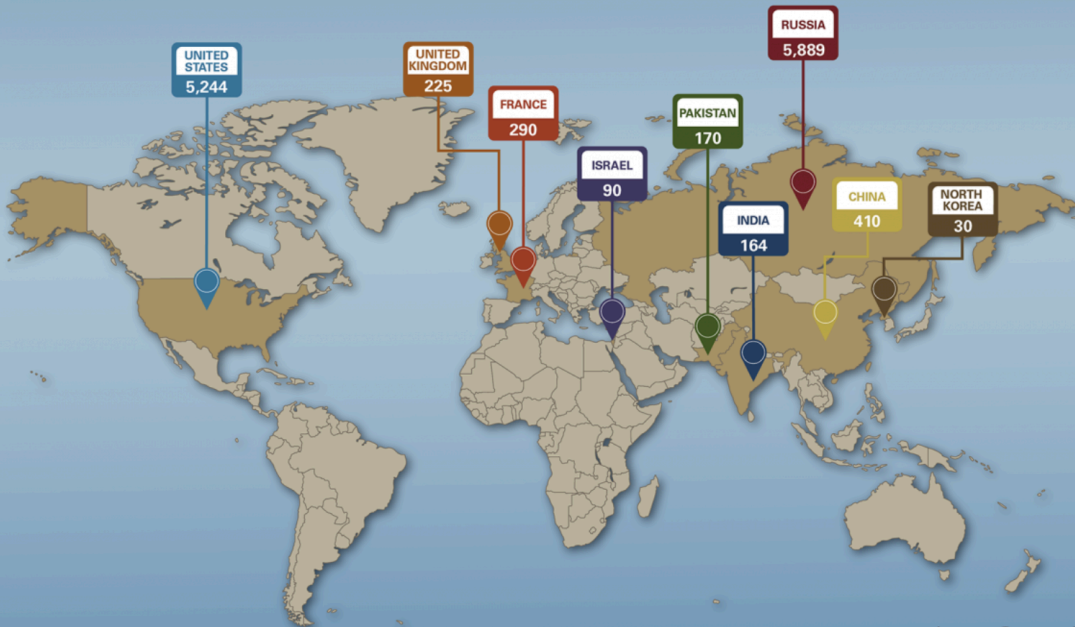 UNITED
STATES
5,244
UNITED
KINGDOM
225
FRANCE
290
ISRAEL
90
PAKISTAN
170
INDIA
164
RUSSIA
5,889
CHINA
410
NORTH
KOREA
30